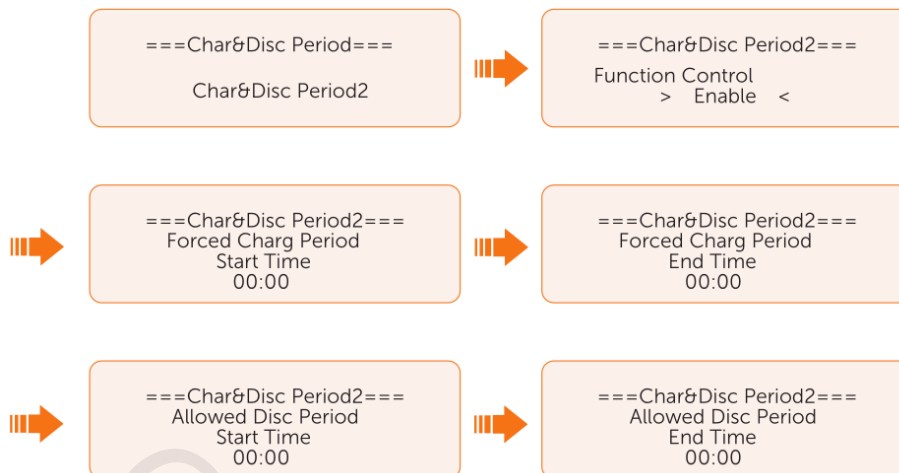 ===Char&Disc Period===
Char&Disc Period2
===Char&Disc Period2===
Function Control
> Enable <
===Char&Disc Period2===
Forced Charg Period
Start Time
00:00
===Char&Disc Period2===
Forced Charg Period
End Time
00:00
===Char&Disc Period2===
Allowed Disc Period
Start Time
00:00
===Char&Disc Period2===
Allowed Disc Period
End Time
00:00